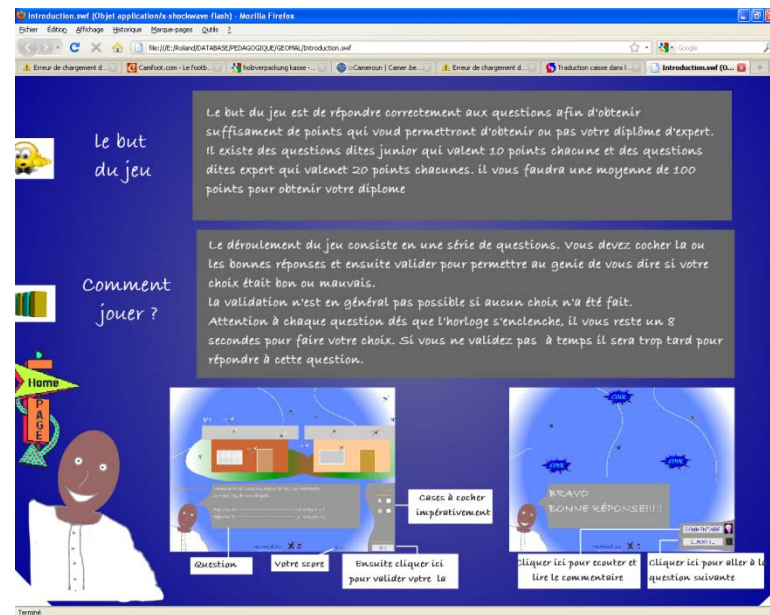 Introduction.swf (Objet application/x-shockwave-flash) - Mozilla Firefox
Fichier Édition Affichage Historique Marque-pages Outils ?
file:///E:/Roland/DATABASE/PEDAGOGIQUE/GEOMAL/Introduction.swf
Google
Erreur de chargement d... Camfoot.com - Le footb... holzverpackung kasse -... ::Cameroun | Camer.be... Erreur de chargement d... Traduction caisse dans l... Introduction.swf (O...
Le but
du jeu
Le but du jeu est de répondre correctement aux questions afin d'obtenir
suffisament de points qui voud permettront d'obtenir ou pas votre diplôme d'expert.
Il existe des questions dites junior qui valent 10 points chacune et des questions
dites expert qui valenet 20 points chacunes. il vous faudra une moyenne de 100
points pour obtenir votre diplome
Comment
jouer ?
Le déroulement du jeu consiste en une série de questions. Vous devez cocher la ou
les bonnes réponses et ensuite valider pour permettre au genie de vous dire si votre
choix était bon ou mauvais.
la validation n'est en général pas possible si aucun choix n'a été fait.
Attention à chaque question dés que l'horloge s'enclenche, il vous reste un 8
secondes pour faire votre choix. Si vous ne validez pas à temps il sera trop tard pour
répondre à cette question.
Home
PAGE
Cases à cocher
impérativement
Question
Votre score
Ensuite cliquer ici
pour valider votre la
COOL
COOL
COOL
BRAVO
BONNE RÉPONSE!!!!!
COMMENTAIRE
Cliquer ici pour ecouter et
lire le commentaire
Cliquer ici pour aller à la
question suivante
Terminé